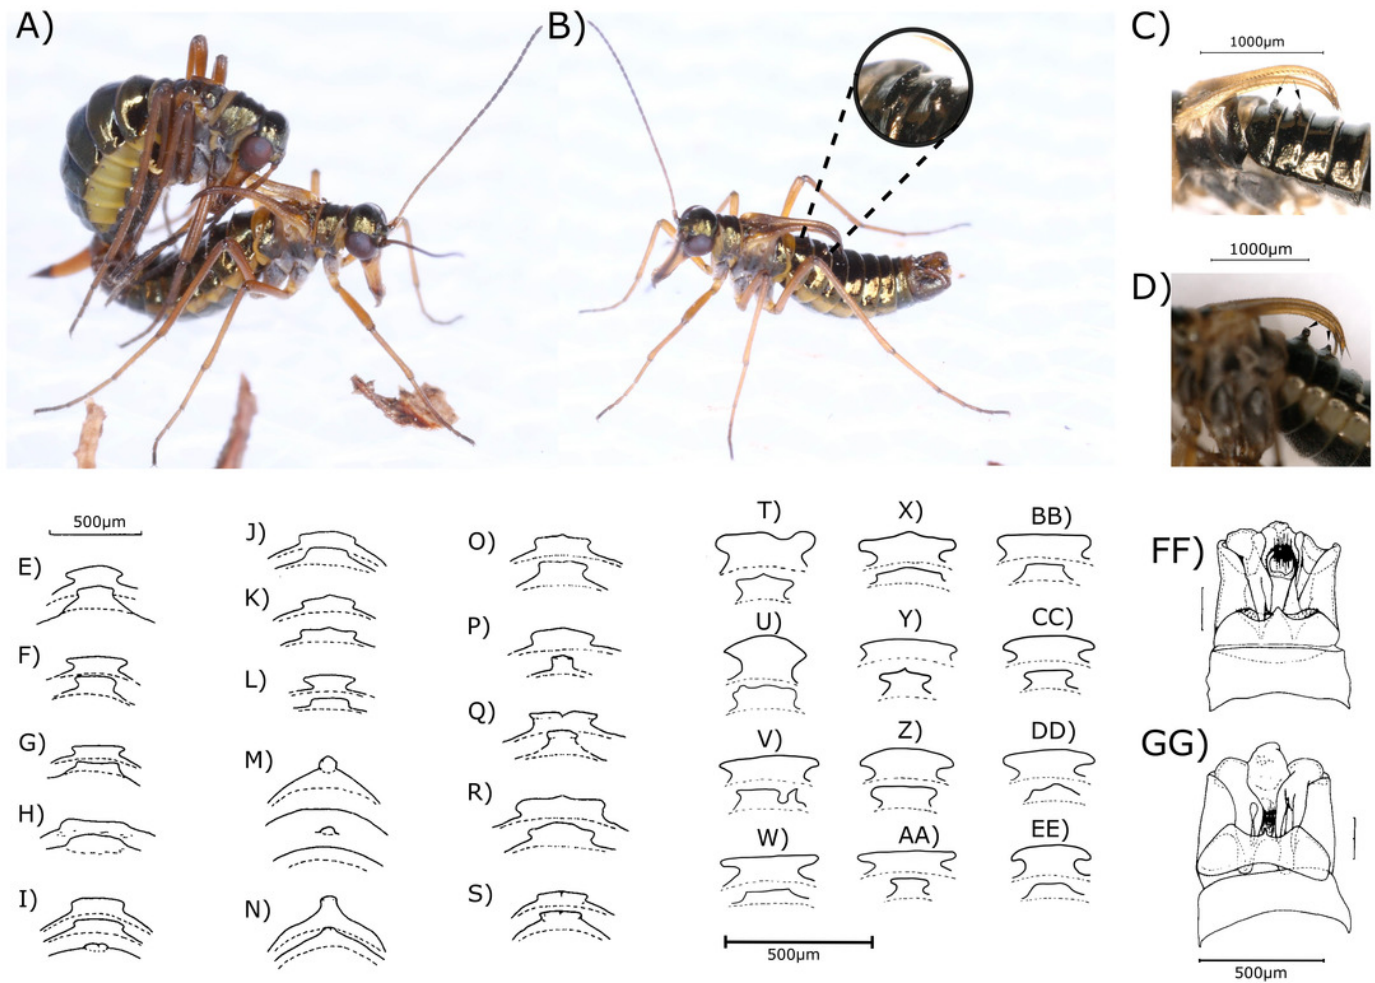 A)
B)
C)
1000µm
D)
1000µm
500µm
E)
F)
G)
H)
I)
J)
K)
L)
M)
N)
O)
P)
Q)
R)
S)
T)
U)
V)
W)
X)
Y)
Z)
AA)
BB)
CC)
DD)
EE)
500µm
FF)
GG)
500µm